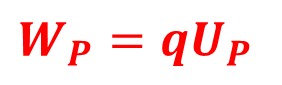 W_P = qU_P